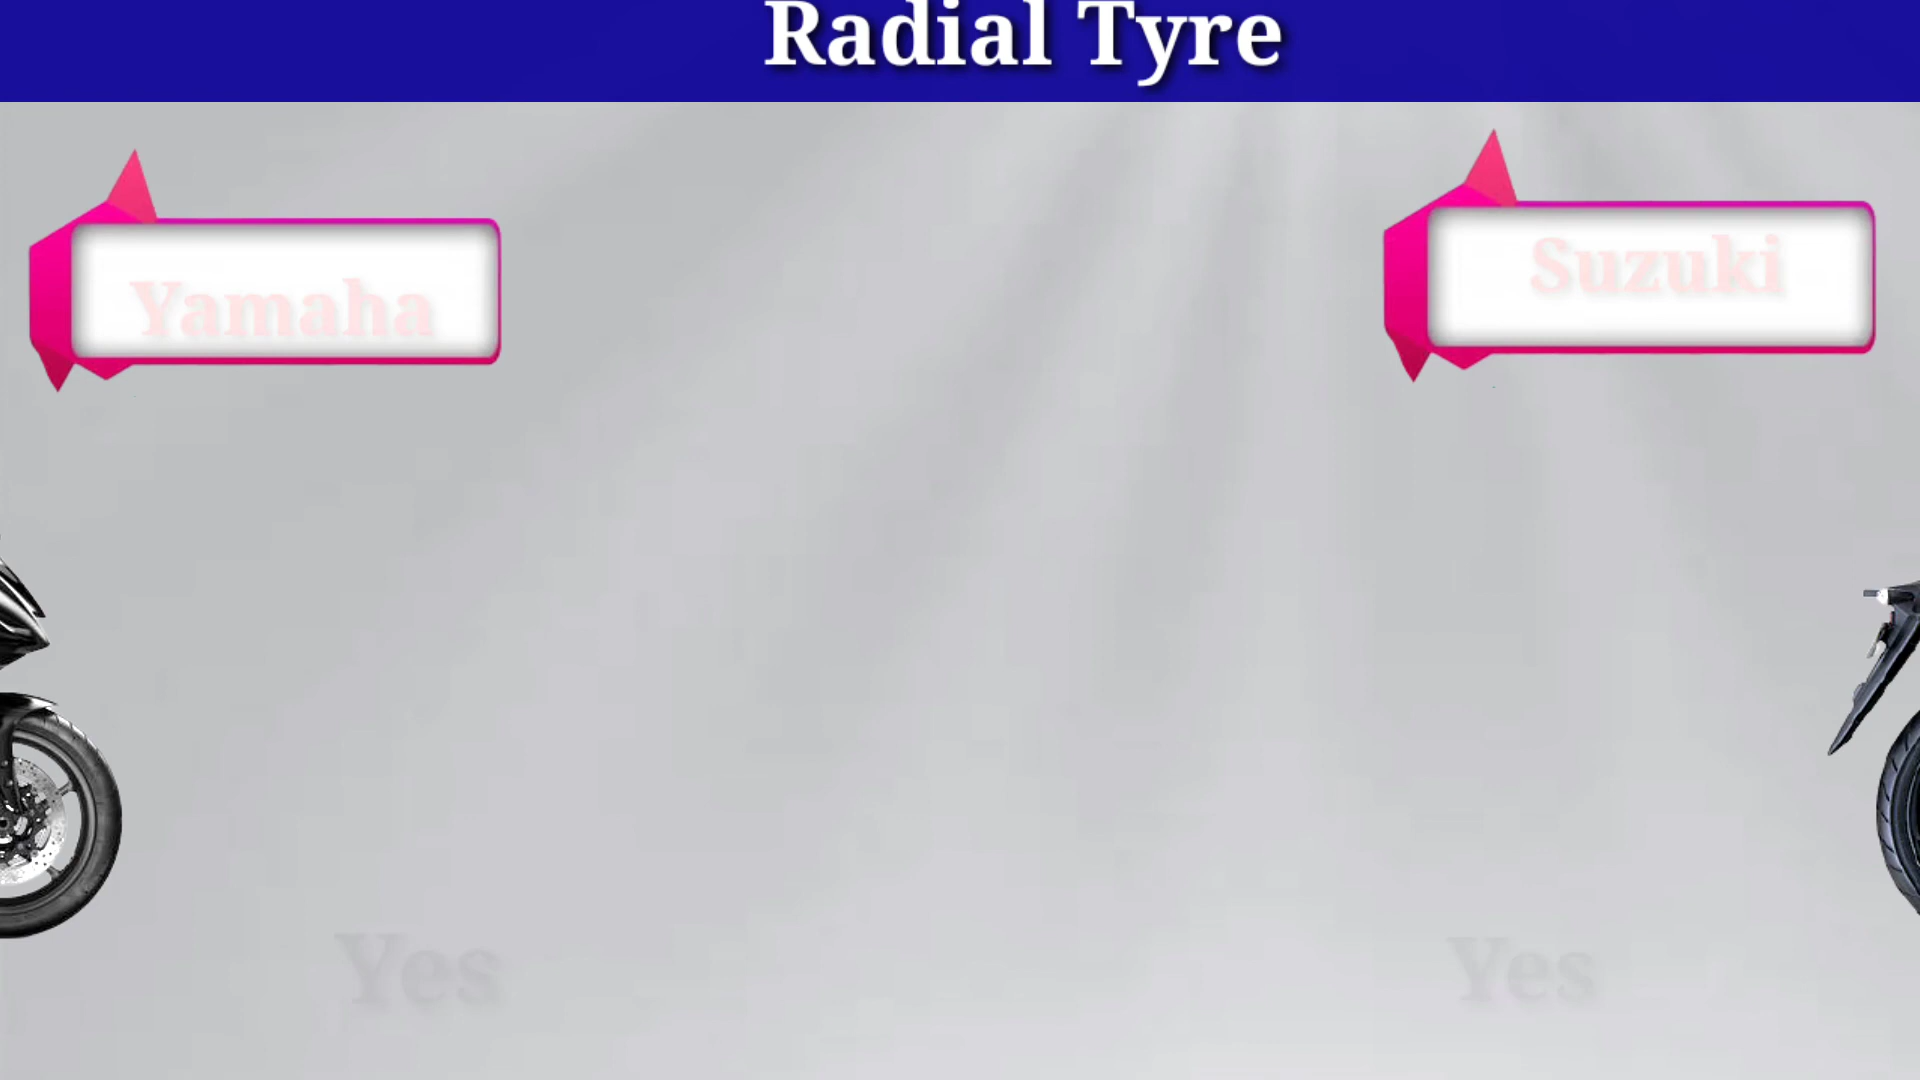 Radial Tyre
Yamaha
Suzuki
Yes
Yes